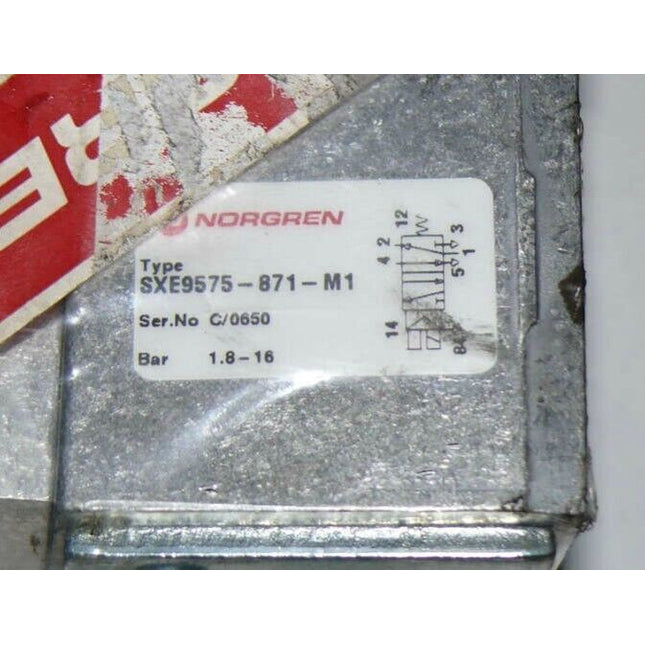 RE
NORGREN
Type
SXE9575-871-M1
Ser.No C/0650
Bar 1.8-16
12
4 2
3
1
5
14